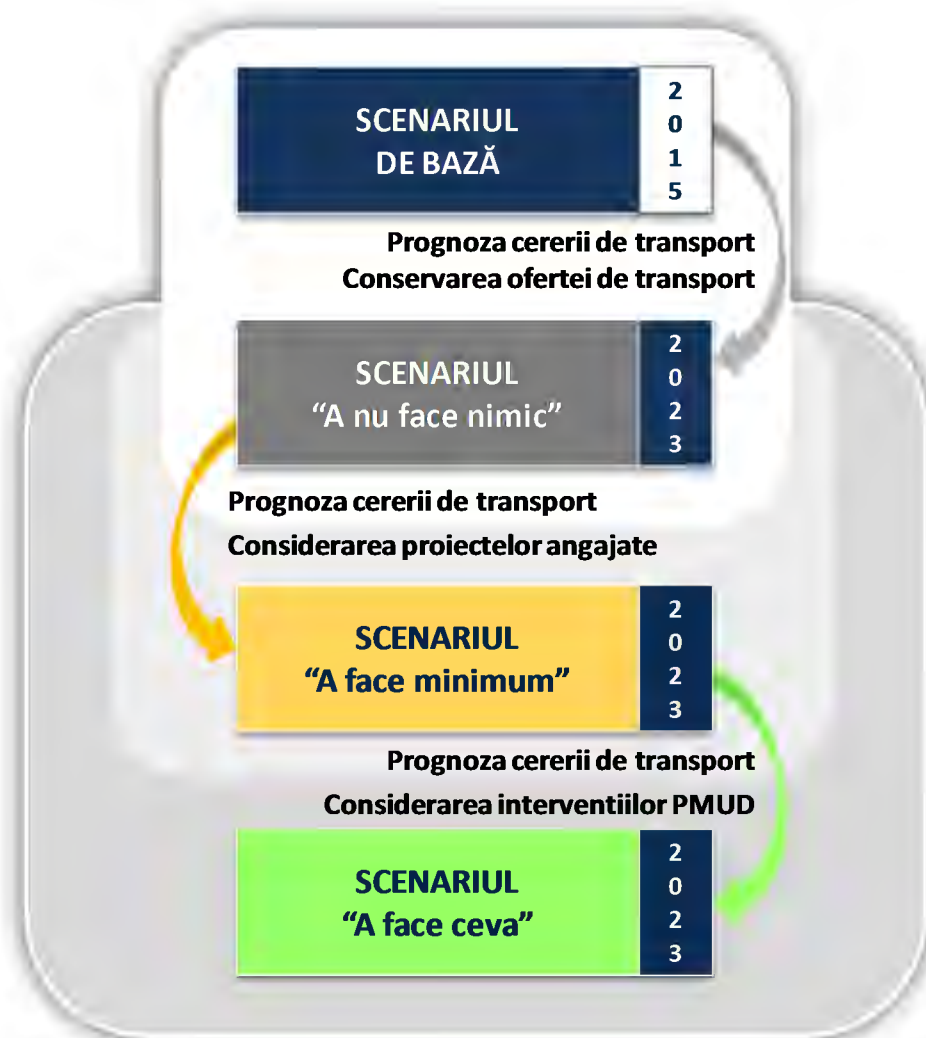 SCENARIUL
DE BAZĂ
2
0
1
5
Prognoza cererii de transport
Conservarea ofertei de transport
SCENARIUL
“A nu face nimic”
2
0
2
3
Prognoza cererii de transport
Considerarea proiectelor angajate
SCENARIUL
“A face minimum”
2
0
2
3
Prognoza cererii de transport
Considerarea interventiilor PMUD
SCENARIUL
“A face ceva”
2
0
2
3